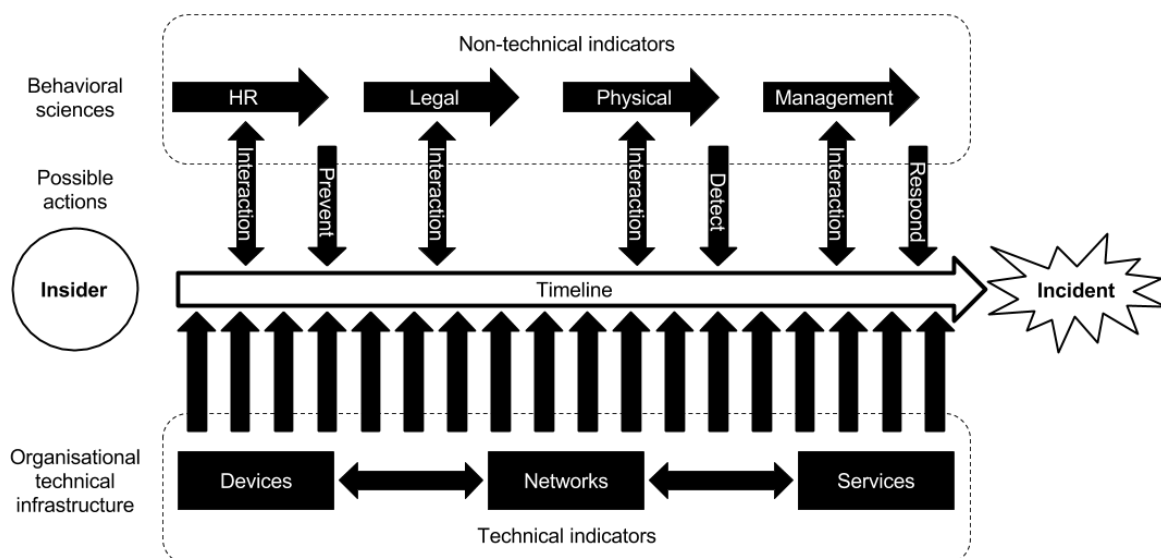 Non-technical indicators
Behavioral
sciences
HR
Legal
Physical
Management
Possible
actions
Interaction
Prevent
Interaction
Interaction
Detect
Interaction
Respond
Insider
Timeline
Incident
Organisational
technical
infrastructure
Devices
Networks
Services
Technical indicators